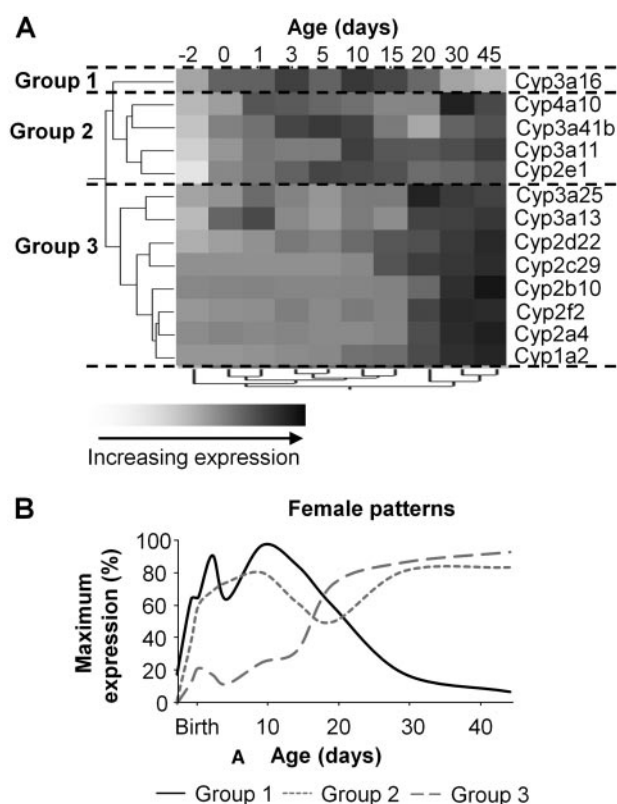 A
Age (days)
-2 0 1 3 5 10 15 20 30 45
Group 1
Cyp3a16
Group 2
Cyp4a10
Cyp3a41b
Cyp3a11
Cyp2e1
Group 3
Cyp3a25
Cyp3a13
Cyp2d22
Cyp2c29
Cyp2b10
Cyp2f2
Cyp2a4
Cyp1a2
Increasing expression
B
Female patterns
Maximum
expression (%)
100
80
60
40
20
0
Birth 10 20 30 40
A Age (days)
Group 1 Group 2 Group 3